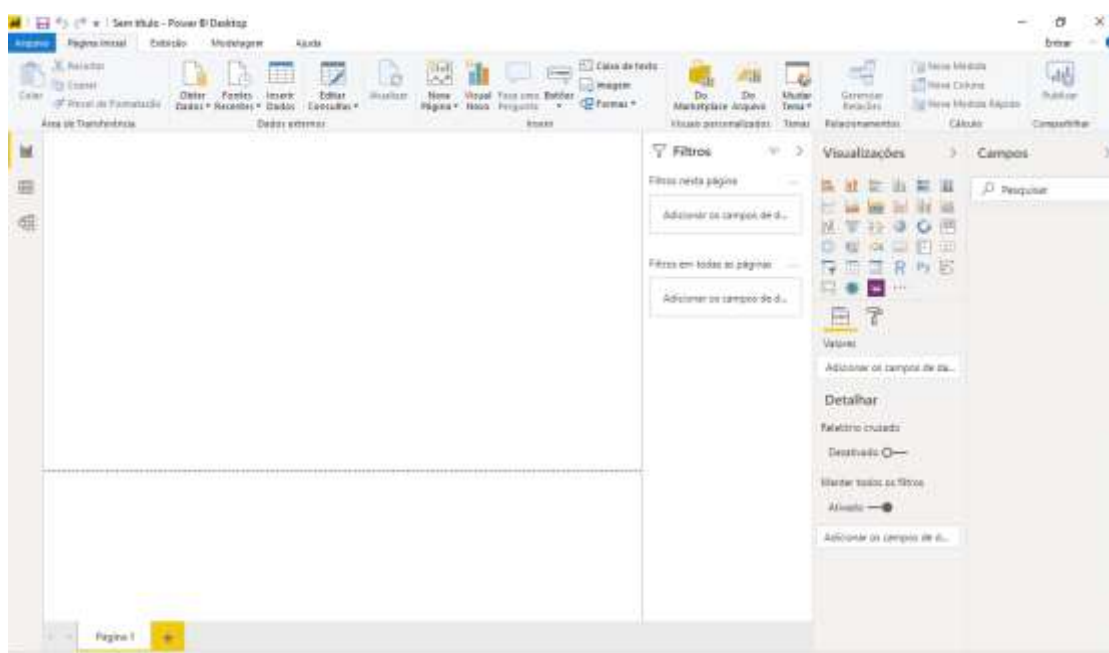 Sem título - Power BI Desktop
Arquivo Página Inicial Exibição Modelagem Ajuda
Entrar
Colar
Recortar
Copiar
Pincel de Formatação
Área de Transferência
Obter Dados
Fontes Recentes
Inserir Dados
Editar Consultas
Atualizar
Dados externos
Nova Página
Visual Novo
Faça uma Pergunta
Botões
Caixa de texto
Imagem
Formas
Inserir
Do Marketplace
Do Arquivo
Visuais personalizados
Mudar Tema
Temas
Gerenciar Relações
Relacionamentos
Nova Medida
Nova Coluna
Nova Medida Rápida
Cálculo
Publicar
Compartilhar
Filtros
Filtros nesta página
...
Adicionar os campos de d...
Filtros em todas as páginas
...
Adicionar os campos de d...
Visualizações
R Py
...
Valores
Adicionar os campos de da...
Detalhar
Relatório cruzado
Desativado
Manter todos os filtros
Ativado
Adicionar os campos de d...
Campos
Pesquisar
Página 1
+